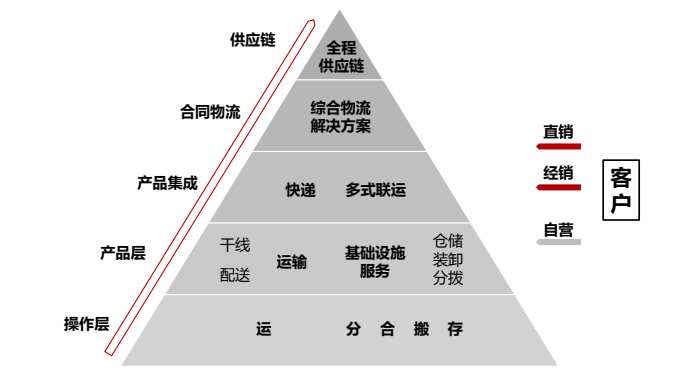 供应链
全程
供应链
合同物流
综合物流
解决方案
直销
产品集成
快递 多式联运
经销
客
户
产品层
干线
配送
运输
基础设施
服务
仓储
装卸
分拨
自营
操作层
运 分 合 搬 存